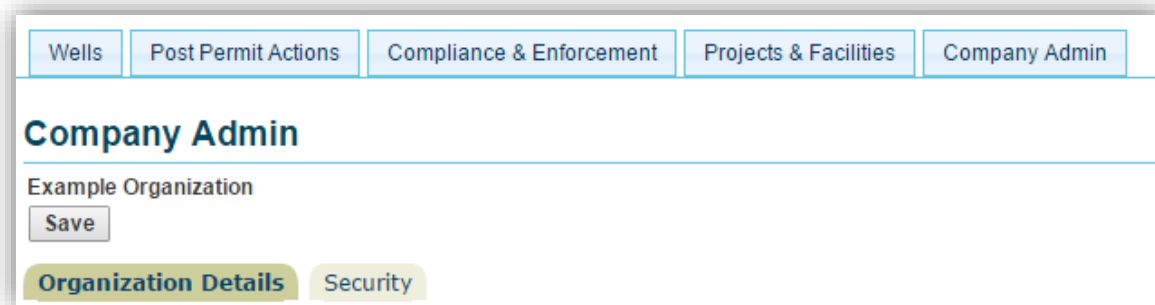 Wells Post Permit Actions Compliance & Enforcement Projects & Facilities Company Admin
Company Admin
Example Organization
Save
Organization Details Security